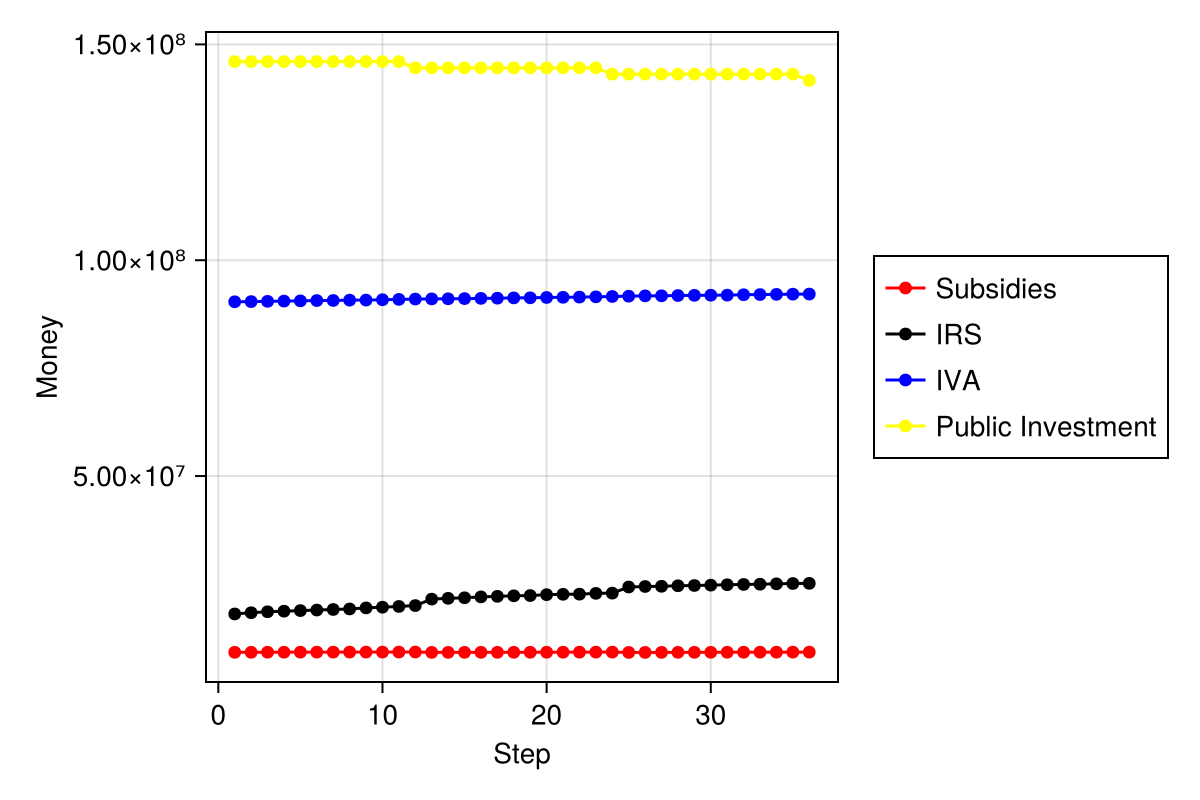 1.50×10⁸
1.00×10⁸
5.00×10⁷
Money
0 10 20 30
Step
Subsidies
IRS
IVA
Public Investment